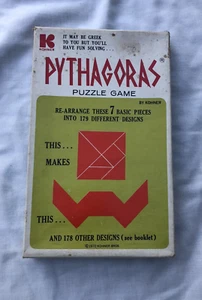 K
KOHNER
IT MAY BE GREEK
TO YOU BUT YOU'LL
HAVE FUN SOLVING...
PYTHAGORAS
PUZZLE GAME
BY KOHNER
RE-ARRANGE THESE 7 BASIC PIECES
INTO 179 DIFFERENT DESIGNS
THIS...
MAKES
THIS...
AND 178 OTHER DESIGNS (see booklet)